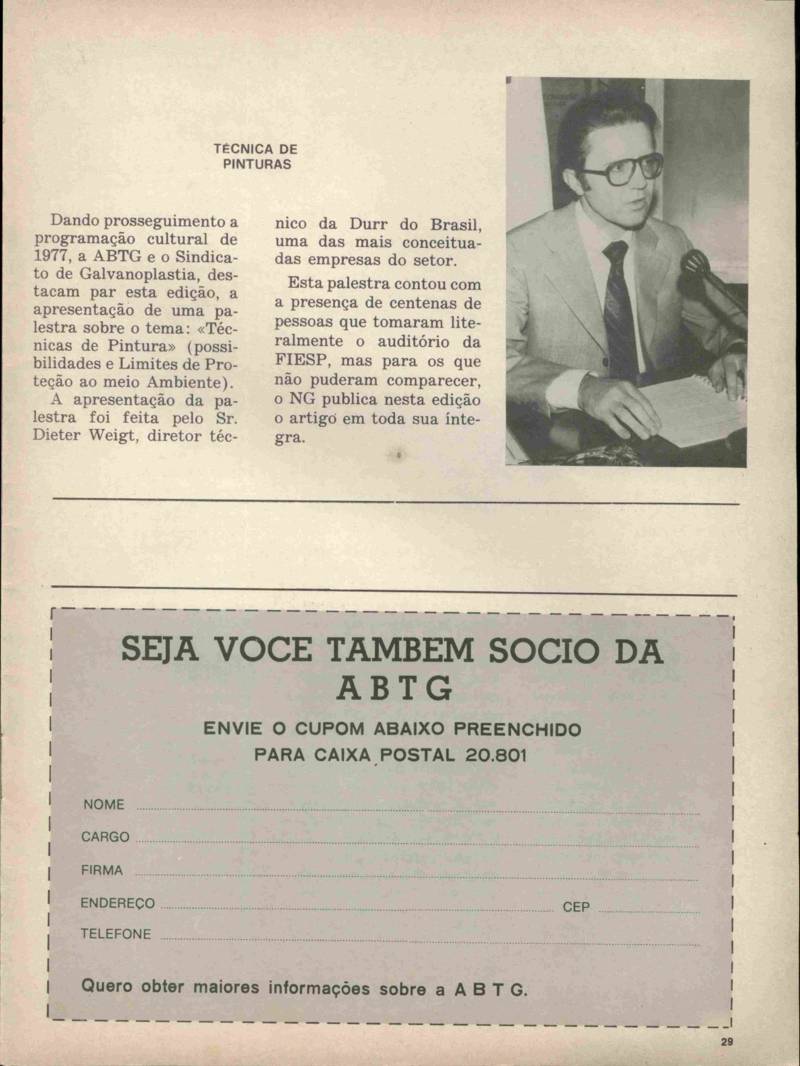 TÉCNICA DE
PINTURAS
Dando prosseguimento a
programação cultural de
1977, a ABTG e o Sindica-
to de Galvanoplastia, des-
tacam par esta edição, a
apresentação de uma pa-
lestra sobre o tema: «Téc-
nicas de Pintura» (possi-
bilidades e Limites de Pro-
teção ao meio Ambiente).
A apresentação da pa-
lestra foi feita pelo Sr.
Dieter Weigt, diretor téc-
nico da Durr do Brasil,
uma das mais conceitua-
das empresas do setor.
Esta palestra contou com
a presença de centenas de
pessoas que tomaram lite-
ralmente o auditório da
FIESP, mas para os que
não puderam comparecer,
o NG publica nesta edição
o artigo em toda sua ínte-
gra.
SEJA VOCE TAMBEM SOCIO DA
ABTG
ENVIE O CUPOM ABAIXO PREENCHIDO
PARA CAIXA POSTAL 20.801
NOME
CARGO
FIRMA
ENDEREÇO CEP
TELEFONE
Quero obter maiores informações sobre a A B T G.
29